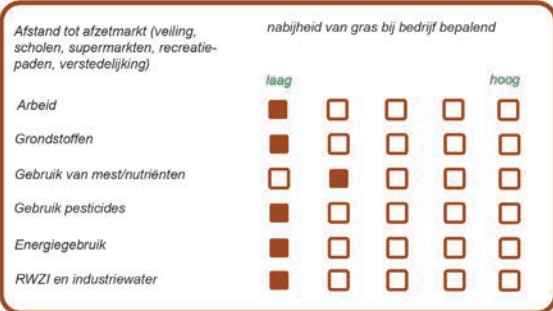 Afstand tot afzetmarkt (veiling,
scholen, supermarkten, recreatie-
paden, verstedelijking)
nabijheid van gras bij bedrijf bepalend
laag hoog
Arbeid
Grondstoffen
Gebruik van mest/nutriënten
Gebruik pesticides
Energiegebruik
RWZI en industriewater